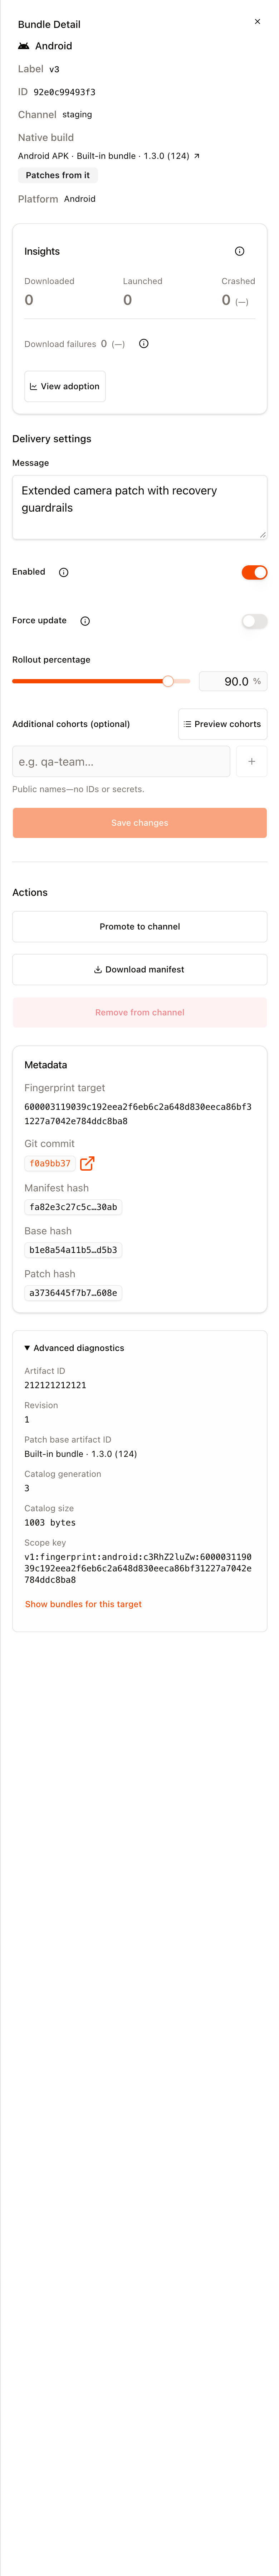 Bundle Detail
Android
Label v3
ID 92e0c99493f3
Channel staging
Native build
Android APK · Built-in bundle · 1.3.0 (124)
Patches from it
Platform Android
Insights
Downloaded Launched Crashed
0 0 0 (—)
Download failures 0 (—)
View adoption
Delivery settings
Message
Extended camera patch with recovery
guardrails
Enabled
Force update
Rollout percentage
90.0 %
Additional cohorts (optional) Preview cohorts
e.g. qa-team...
Public names—no IDs or secrets.
Save changes
Actions
Promote to channel
Download manifest
Remove from channel
Metadata
Fingerprint target
600003119039c192eea2f6eb6c2a648d830eeca86bf3
1227a7042e784ddc8ba8
Git commit
f0a9bb37
Manifest hash
fa82e3c27c5c…30ab
Base hash
b1e8a54a11b5…d5b3
Patch hash
a3736445f7b7…608e
Advanced diagnostics
Artifact ID
212121212121
Revision
1
Patch base artifact ID
Built-in bundle · 1.3.0 (124)
Catalog generation
3
Catalog size
1003 bytes
Scope key
v1:fingerprint:android:c3RhZ2luZw:6000031190
39c192eea2f6eb6c2a648d830eeca86bf31227a7042e
784ddc8ba8
Show bundles for this target